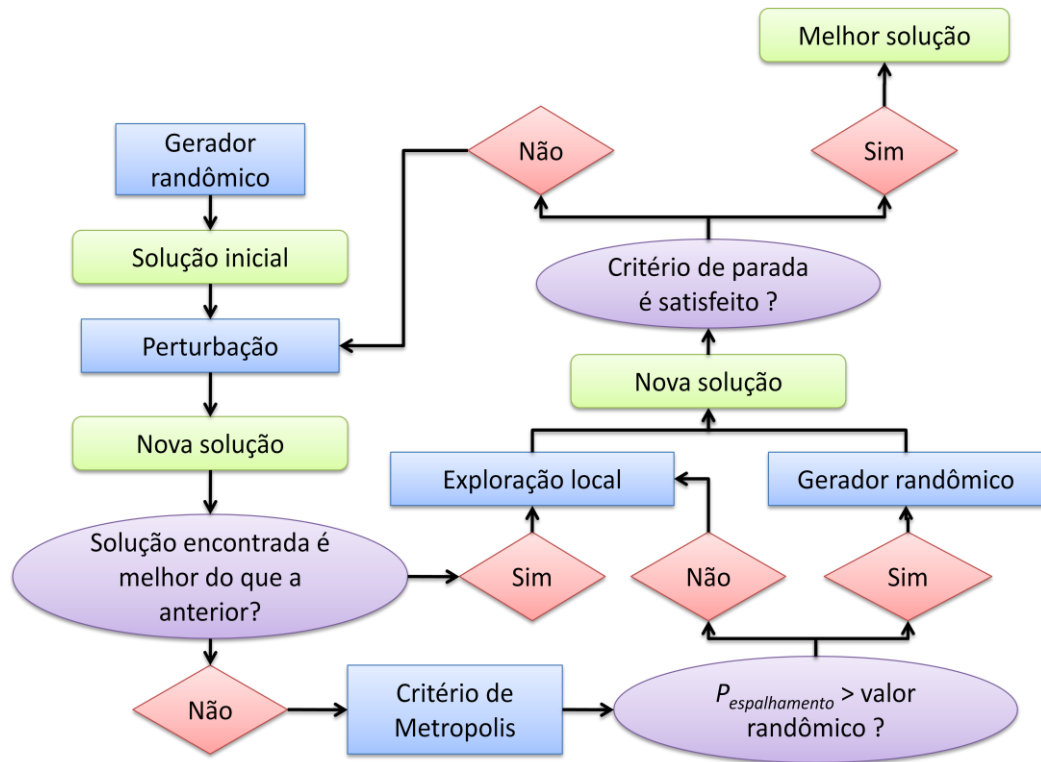 Melhor solução
Gerador
randômico
Não
Sim
Solução inicial
Critério de parada
é satisfeito ?
Perturbação
Nova solução
Nova solução
Exploração local
Gerador randômico
Solução encontrada é
melhor do que a
anterior?
Sim
Não
Sim
Não
Critério de
Metropolis
Pespalhamento > valor
randômico ?